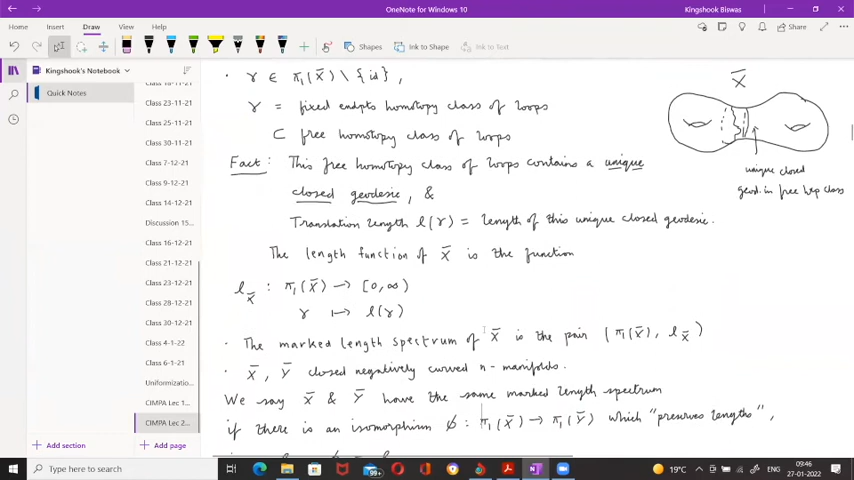 OneNote for Windows 10
Kingshook Biswas
Home
Insert
Draw
View
Help
Share
Shapes
Ink to Shape
Ink to Text
Kingshook's Notebook
Quick Notes
Class 23-11-21
Class 25-11-21
Class 30-11-21
Class 7-12-21
Class 9-12-21
Class 14-12-21
Discussion 15...
Class 16-12-21
Class 21-12-21
Class 23-12-21
Class 28-12-21
Class 30-12-21
Class 4-1-22
Class 6-1-21
Uniformizatio...
CIMPA Lec 1...
CIMPA Lec 2...
Add section
Add page
· γ ∈ π₁(X̄) \ {id},
γ = fixed endpts homotopy class of loops
⊂ free homotopy class of loops
Fact: This free homotopy class of loops contains a unique
closed geodesic, &
Translation length l(γ) = length of this unique closed geodesic.
The length function of X̄ is the function
l_X̄ : π₁(X̄) → [0,∞)
γ ↦ l(γ)
· The marked length spectrum of X̄ is the pair (π₁(X̄), l_X̄)
· X̄, Ȳ closed negatively curved n-manifolds.
We say X̄ & Ȳ have the same marked length spectrum
if there is an isomorphism ϕ : π₁(X̄) → π₁(Ȳ) which "preserves lengths",
X̄
unique closed
geod. in free htp class
Type here to search
99+
19°C
ENG
09:46
27-01-2022